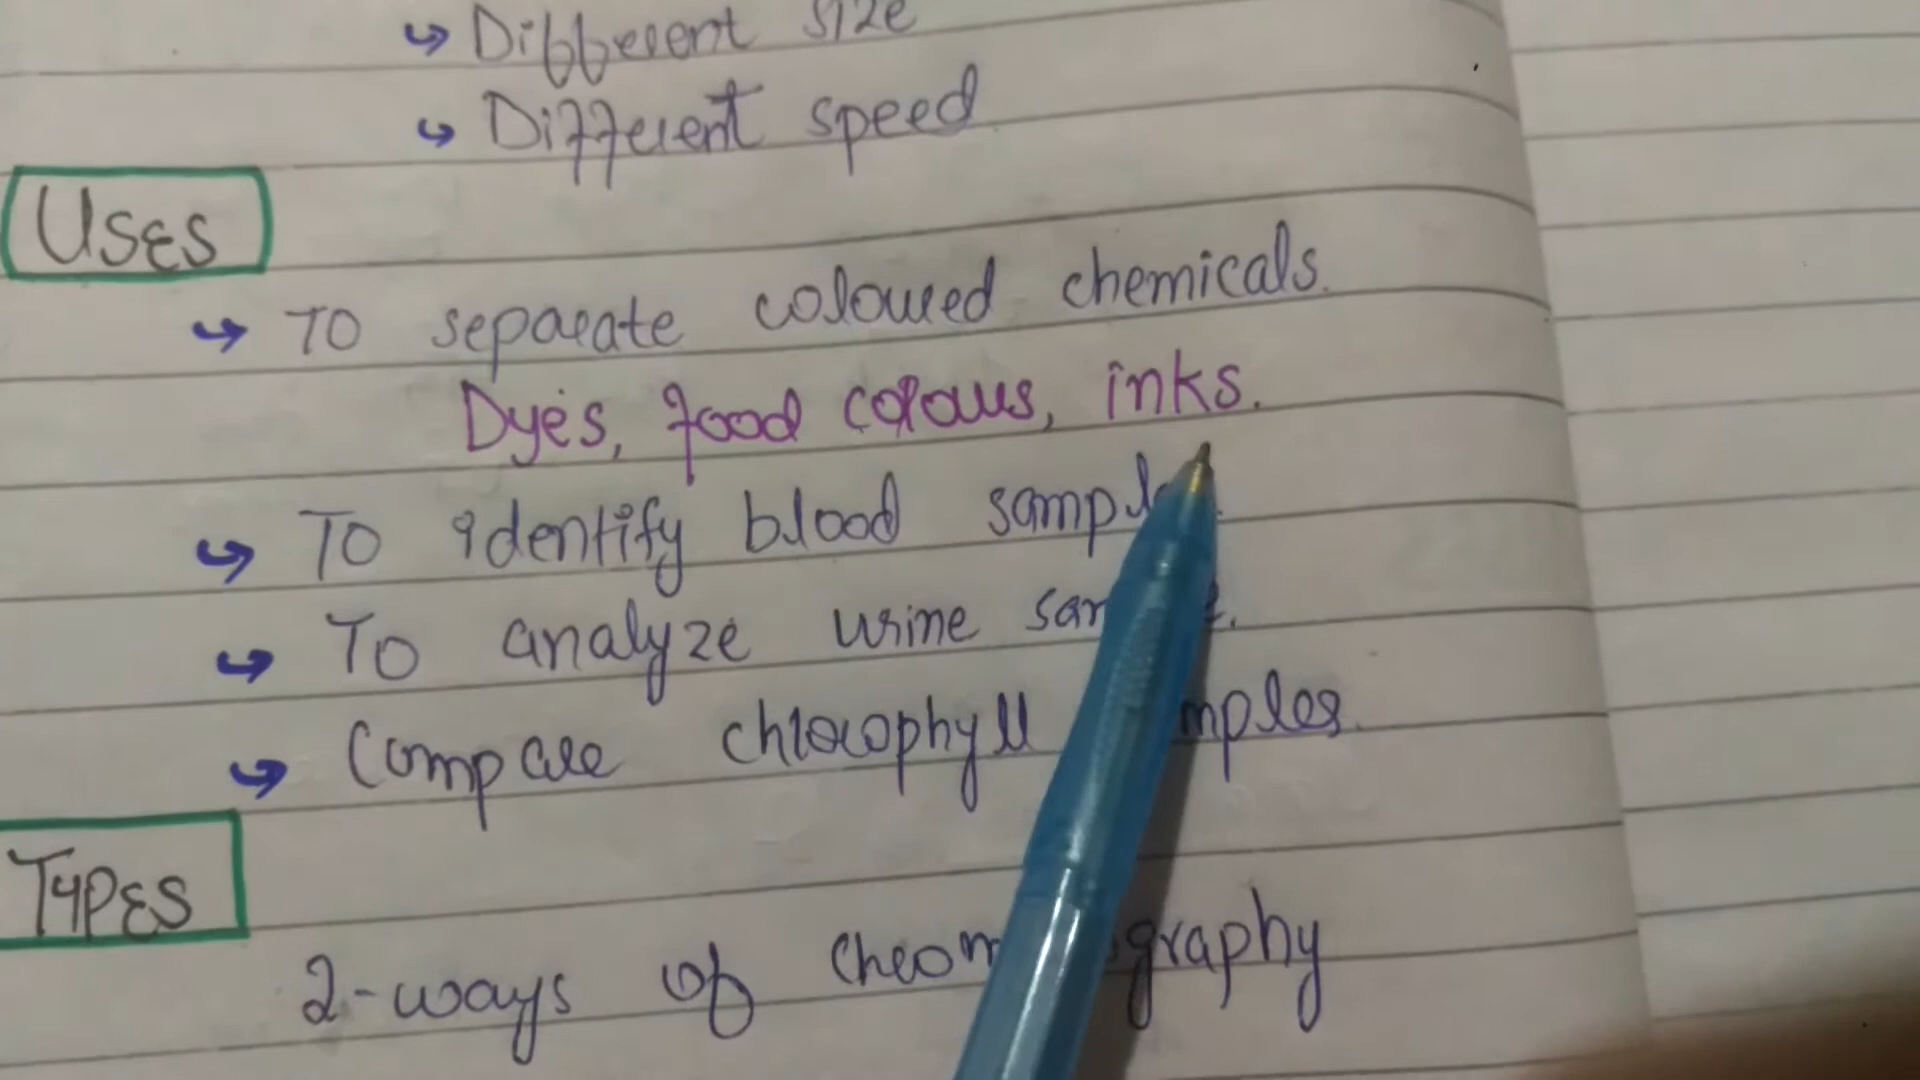 ↪ Different size
↪ Different speed
USES
↪ To separate coloured chemicals.
Dyes, food colours, inks.
↪ To identify blood
↪ To analyze urine
↪ Compare chlorophyll
TYPES
2-ways of